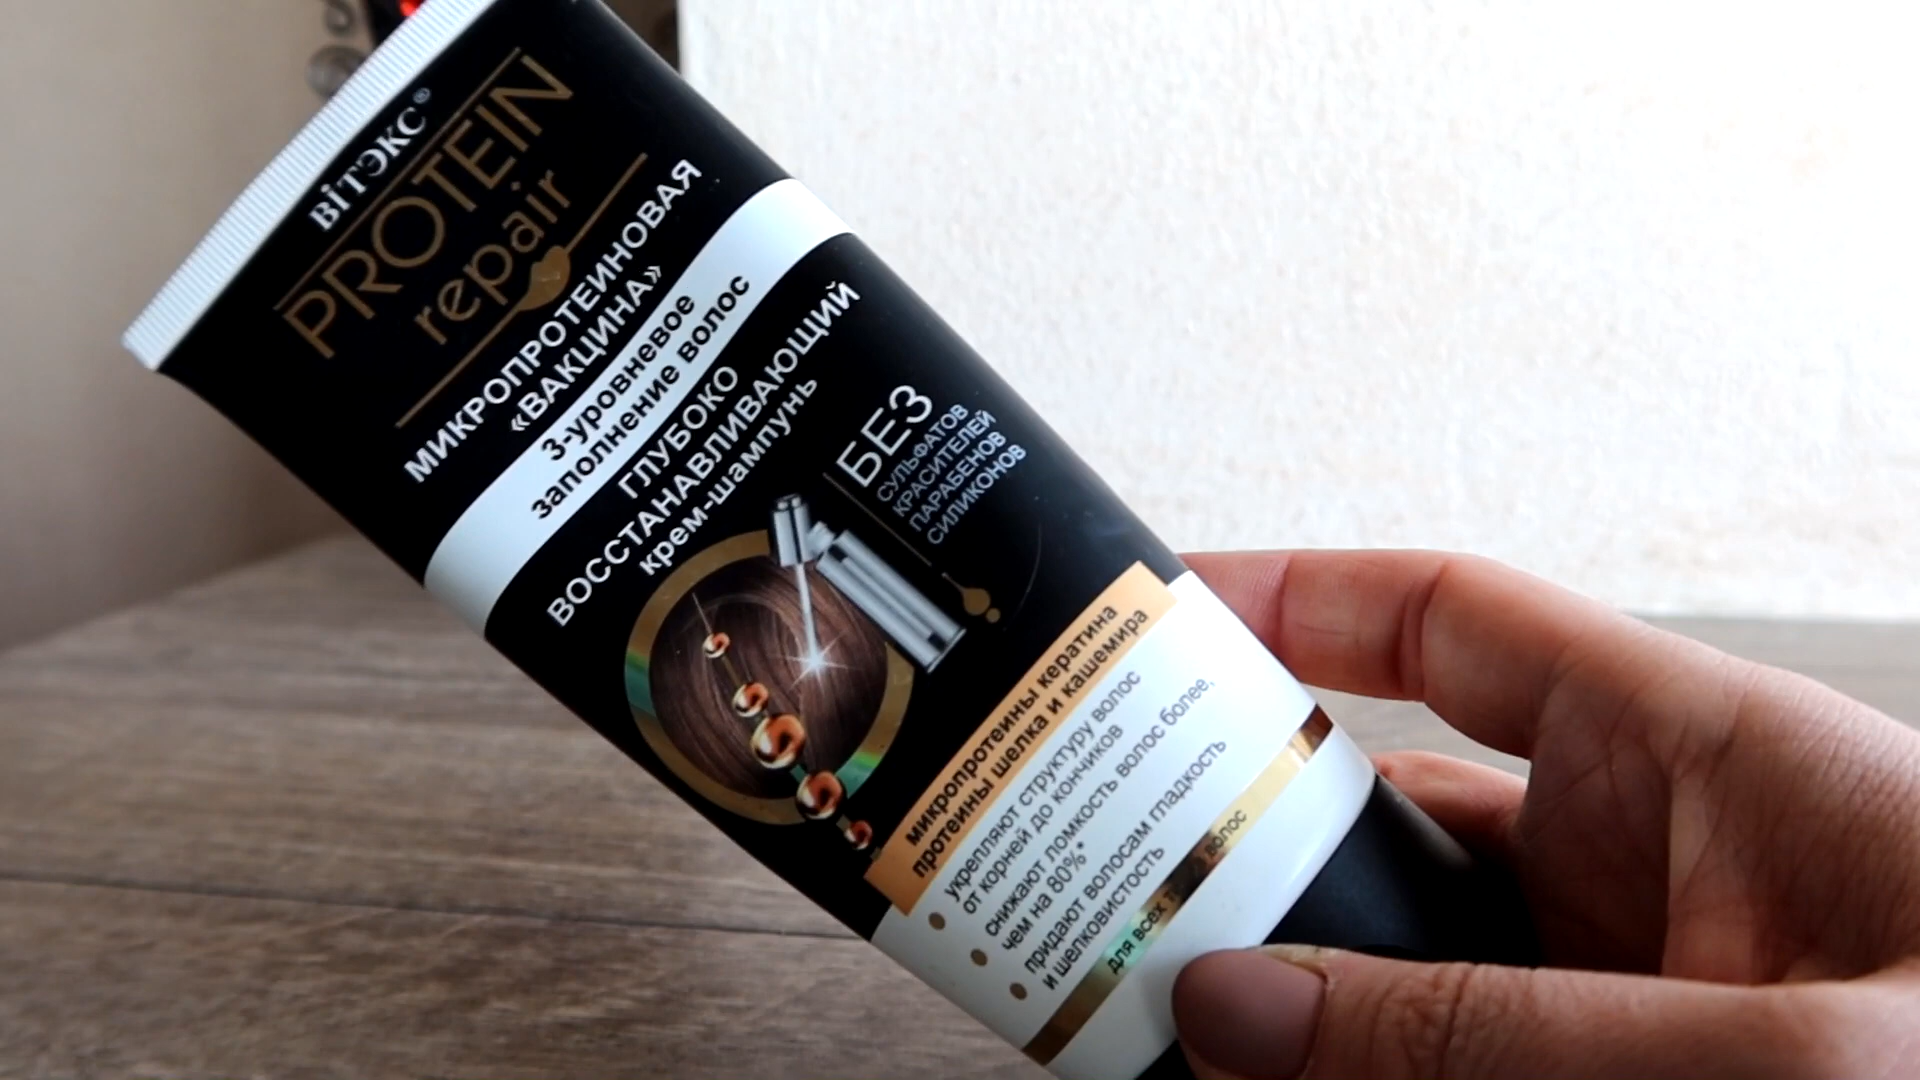 ВіТЭКС®
PROTEIN
repair
МИКРОПРОТЕИНОВАЯ
«ВАКЦИНА»
3-уровневое
заполнение волос
ГЛУБОКО
ВОССТАНАВЛИВАЮЩИЙ
крем-шампунь
БЕЗ
СУЛЬФАТОВ
КРАСИТЕЛЕЙ
ПАРАБЕНОВ
СИЛИКОНОВ
микропротеины кератина
протеины шелка и кашемира
укрепляют структуру волос
от корней до кончиков
снижают ломкость волос более,
чем на 80%*
придают волосам гладкость
и шелковистость
для всех волос